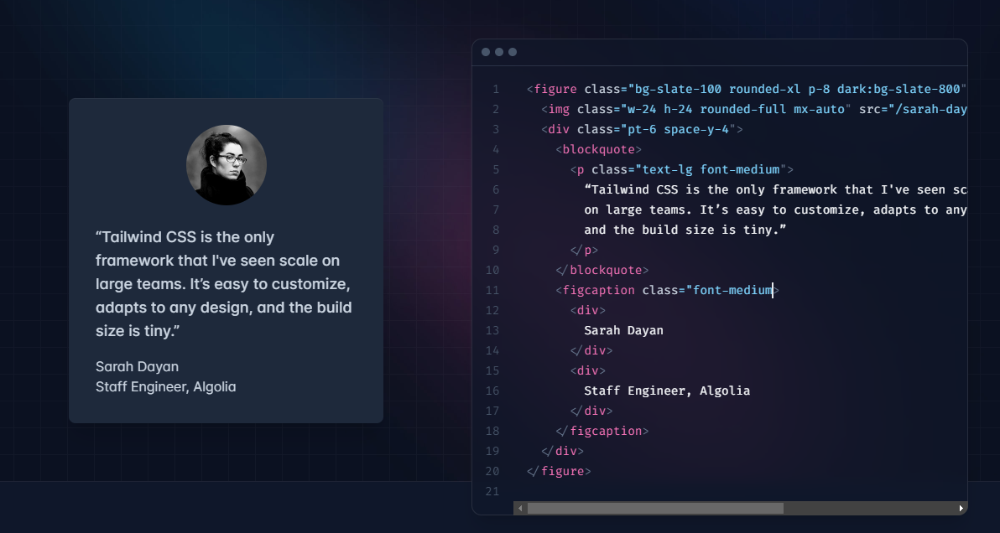 “Tailwind CSS is the only
framework that I've seen scale on
large teams. It’s easy to customize,
adapts to any design, and the build
size is tiny.”
Sarah Dayan
Staff Engineer, Algolia
1 <figure class="bg-slate-100 rounded-xl p-8 dark:bg-slate-800"
2 <img class="w-24 h-24 rounded-full mx-auto" src="/sarah-day
3 <div class="pt-6 space-y-4">
4 <blockquote>
5 <p class="text-lg font-medium">
6 “Tailwind CSS is the only framework that I've seen sc
7 on large teams. It’s easy to customize, adapts to any
8 and the build size is tiny.”
9 </p>
10 </blockquote>
11 <figcaption class="font-medium>
12 <div>
13 Sarah Dayan
14 </div>
15 <div>
16 Staff Engineer, Algolia
17 </div>
18 </figcaption>
19 </div>
20 </figure>
21